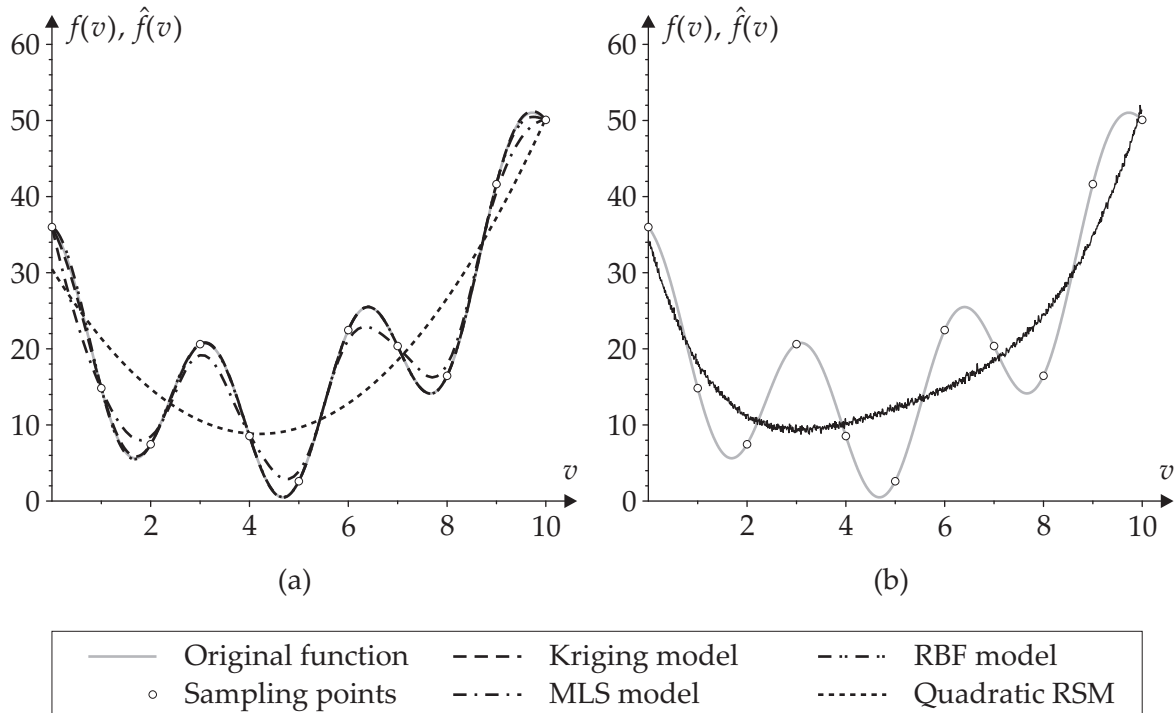 f(v), f̂(v)
60
50
40
30
20
10
0
2
4
6
8
10
v
(a)
f(v), f̂(v)
60
50
40
30
20
10
0
2
4
6
8
10
v
(b)
Original function
Kriging model
RBF model
Sampling points
MLS model
Quadratic RSM